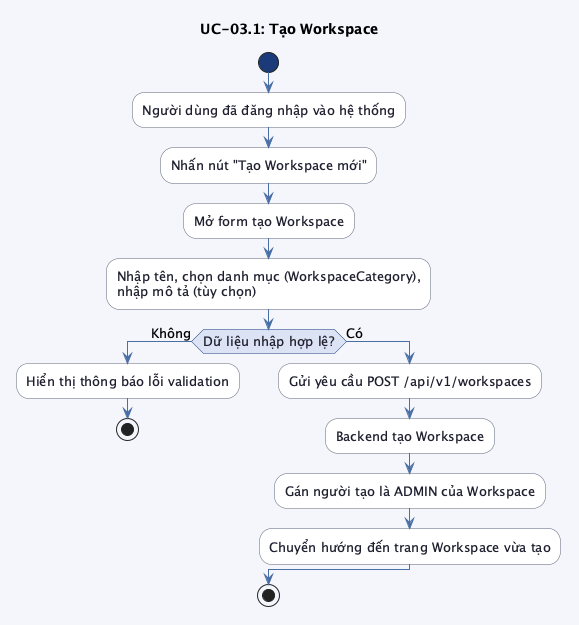 UC-03.1: Tạo Workspace
Người dùng đã đăng nhập vào hệ thống
Nhấn nút "Tạo Workspace mới"
Mở form tạo Workspace
Nhập tên, chọn danh mục (WorkspaceCategory),
nhập mô tả (tùy chọn)
Không
Dữ liệu nhập hợp lệ?
Có
Hiển thị thông báo lỗi validation
Gửi yêu cầu POST /api/v1/workspaces
Backend tạo Workspace
Gán người tạo là ADMIN của Workspace
Chuyển hướng đến trang Workspace vừa tạo